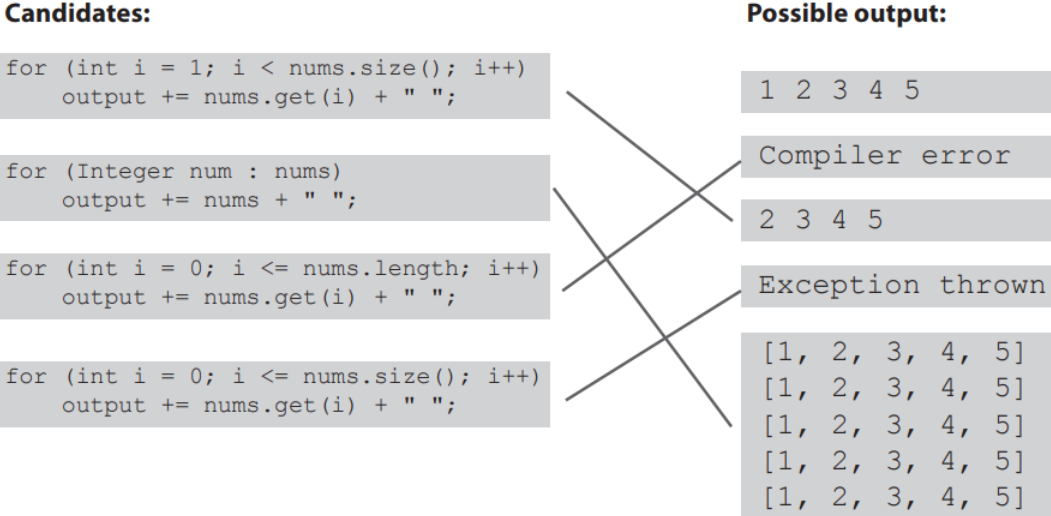 Candidates:
for (int i = 1; i < nums.size(); i++)
    output += nums.get(i) + " ";
for (Integer num : nums)
    output += nums + " ";
for (int i = 0; i <= nums.length; i++)
    output += nums.get(i) + " ";
for (int i = 0; i <= nums.size(); i++)
    output += nums.get(i) + " ";
Possible output:
1 2 3 4 5
Compiler error
2 3 4 5
Exception thrown
[1, 2, 3, 4, 5]
[1, 2, 3, 4, 5]
[1, 2, 3, 4, 5]
[1, 2, 3, 4, 5]
[1, 2, 3, 4, 5]